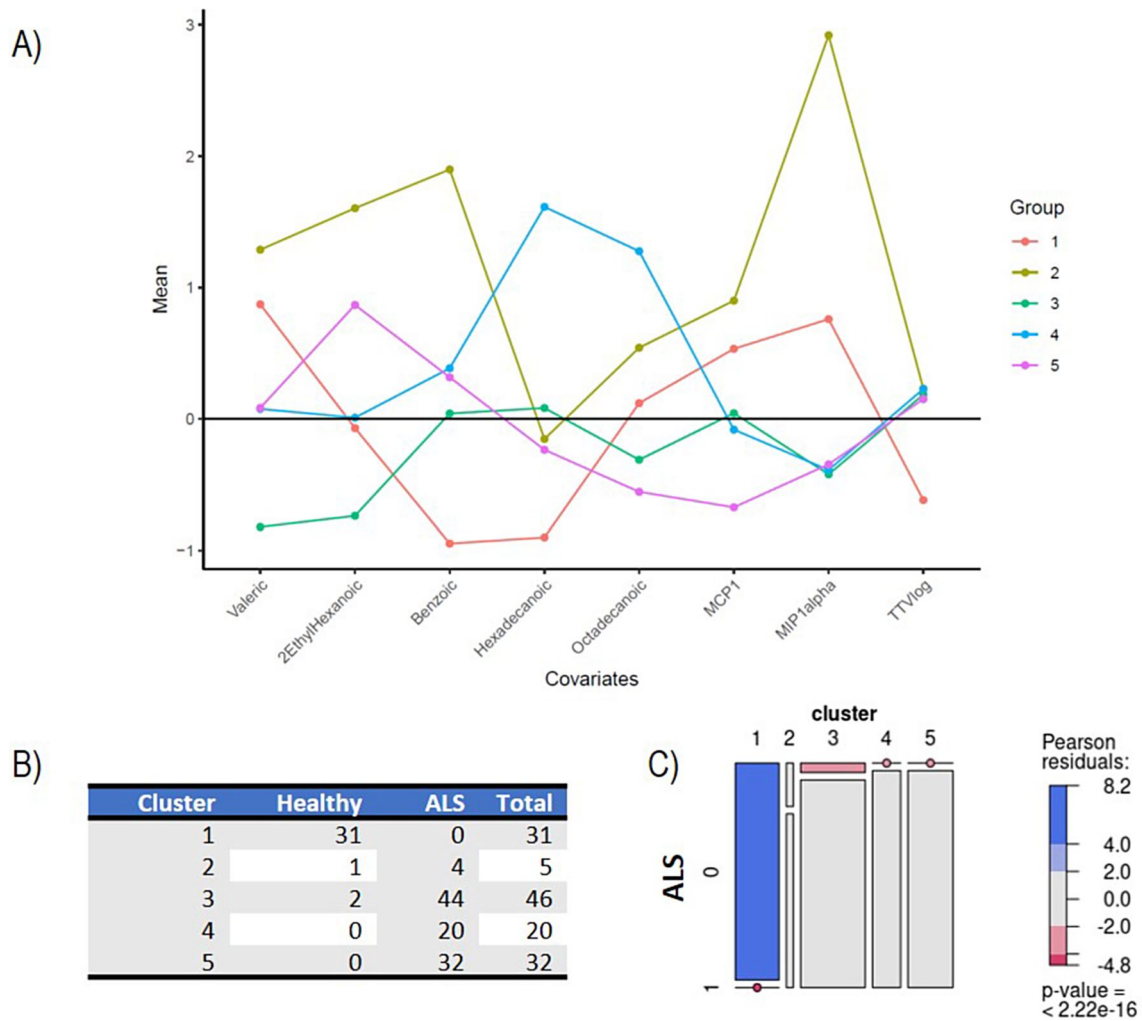 A)
3
2
1
0
−1
Mean
Valeric
2EthylHexanoic
Benzoic
Hexadecanoic
Octadecanoic
MCP1
MIP1alpha
TTVlog
Covariates
Group
1
2
3
4
5
B)
Cluster Healthy ALS Total
1 31 0 31
2 1 4 5
3 2 44 46
4 0 20 20
5 0 32 32
C)
cluster
1 2 3 4 5
ALS
0
1
Pearson
residuals:
8.2
4.0
2.0
0.0
-2.0
-4.8
p-value =
< 2.22e-16